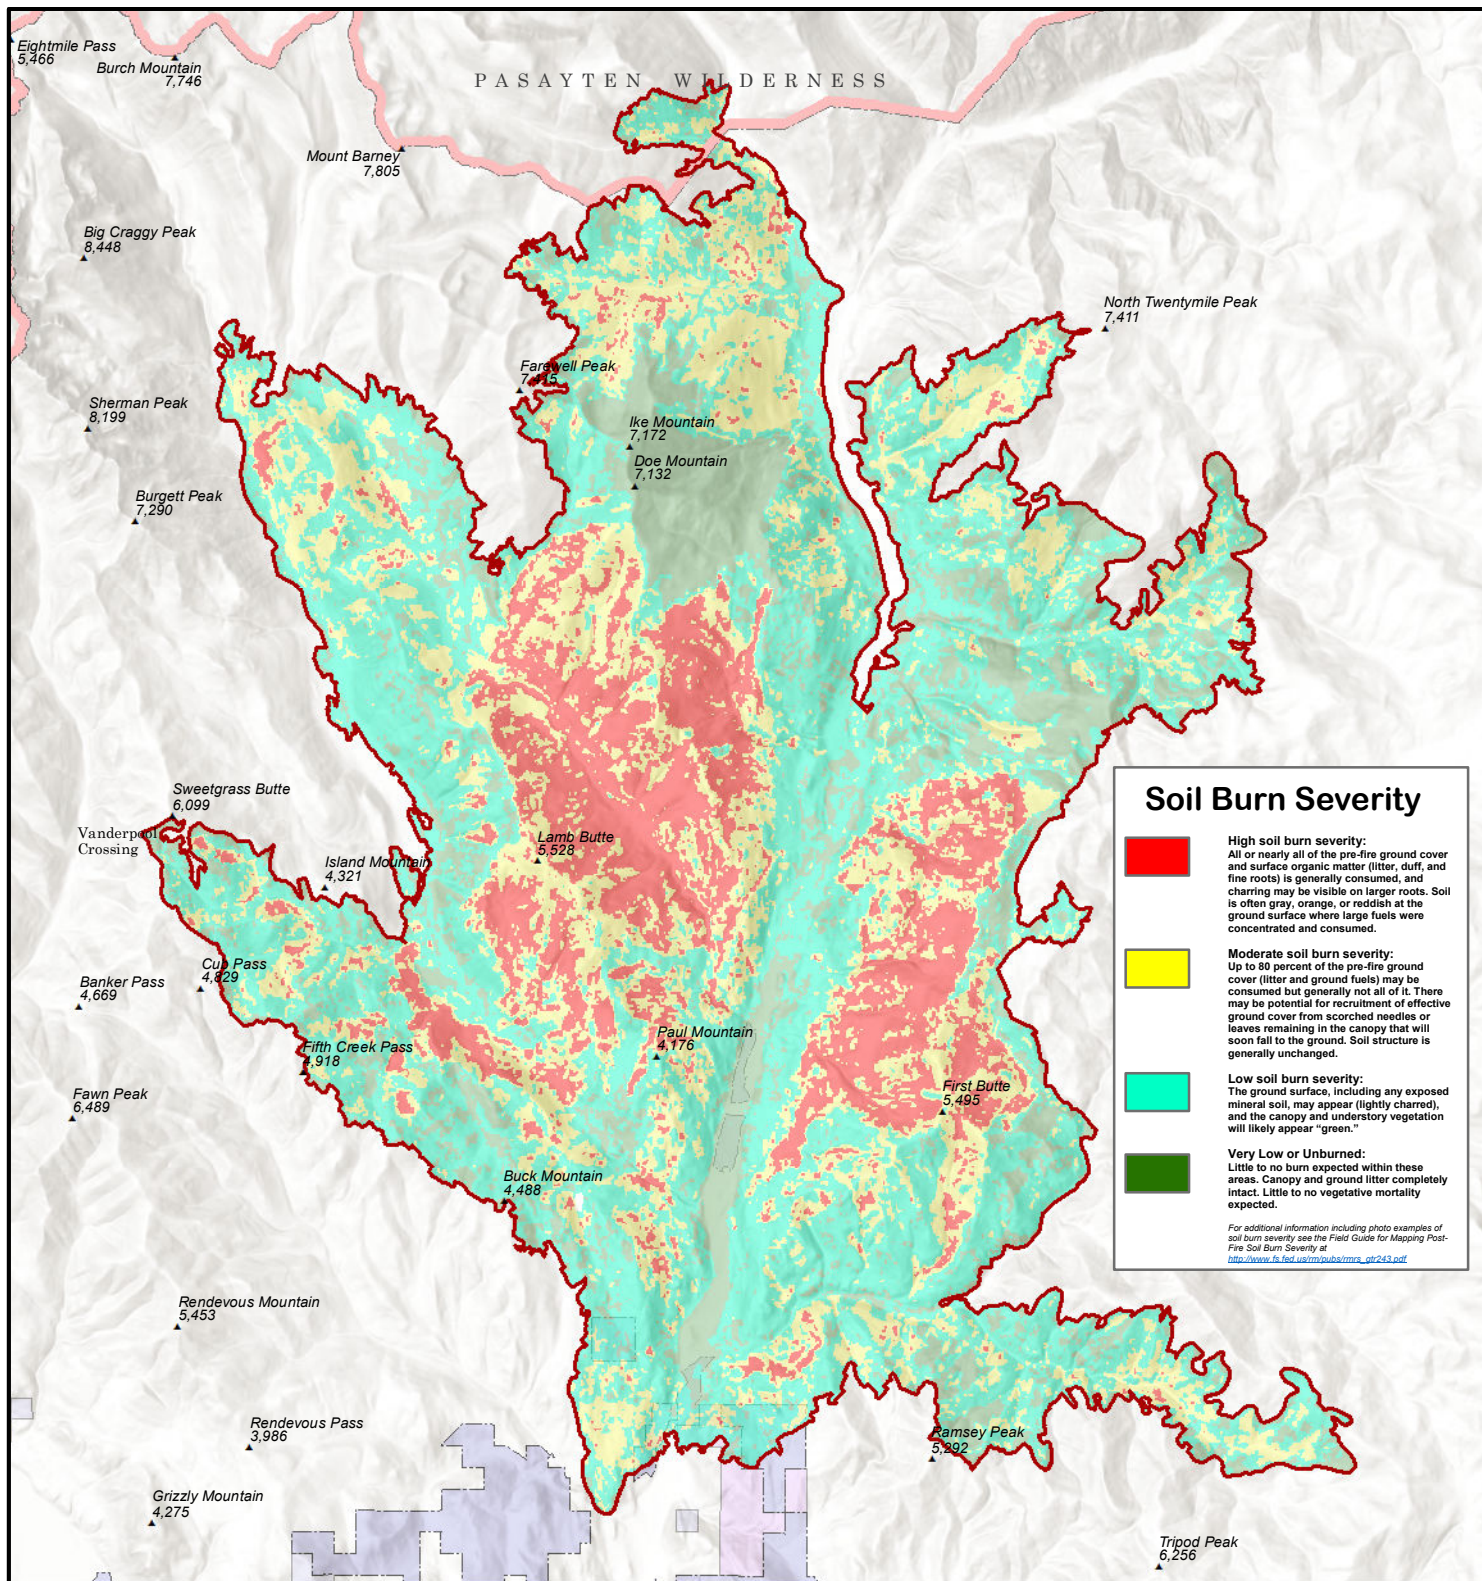 Eightmile Pass
5,466
Burch Mountain
7,746
PASAYTEN WILDERNESS
Mount Barney
7,805
Big Craggy Peak
8,448
North Twentymile Peak
7,411
Farewell Peak
7,415
Sherman Peak
8,199
Ike Mountain
7,172
Doe Mountain
7,132
Burgett Peak
7,290
Sweetgrass Butte
6,099
Vanderpool
Crossing
Island Mountain
4,321
Lamb Butte
5,528
Cub Pass
4,829
Banker Pass
4,669
Fifth Creek Pass
4,918
Paul Mountain
4,176
Fawn Peak
6,489
First Butte
5,495
Buck Mountain
4,488
Rendevous Mountain
5,453
Rendevous Pass
3,986
Ramsey Peak
5,292
Grizzly Mountain
4,275
Tripod Peak
6,256
Soil Burn Severity
High soil burn severity:
All or nearly all of the pre-fire ground cover
and surface organic matter (litter, duff, and
fine roots) is generally consumed, and
charring may be visible on larger roots. Soil
is often gray, orange, or reddish at the
ground surface where large fuels were
concentrated and consumed.
Moderate soil burn severity:
Up to 80 percent of the pre-fire ground
cover (litter and ground fuels) may be
consumed but generally not all of it. There
may be potential for recruitment of effective
ground cover from scorched needles or
leaves remaining in the canopy that will
soon fall to the ground. Soil structure is
generally unchanged.
Low soil burn severity:
The ground surface, including any exposed
mineral soil, may appear (lightly charred),
and the canopy and understory vegetation
will likely appear “green.”
Very Low or Unburned:
Little to no burn expected within these
areas. Canopy and ground litter completely
intact. Little to no vegetative mortality
expected.
For additional information including photo examples of
soil burn severity see the Field Guide for Mapping Post-
Fire Soil Burn Severity at
http://www.fs.fed.us/rm/pubs/rmrs_gtr243.pdf